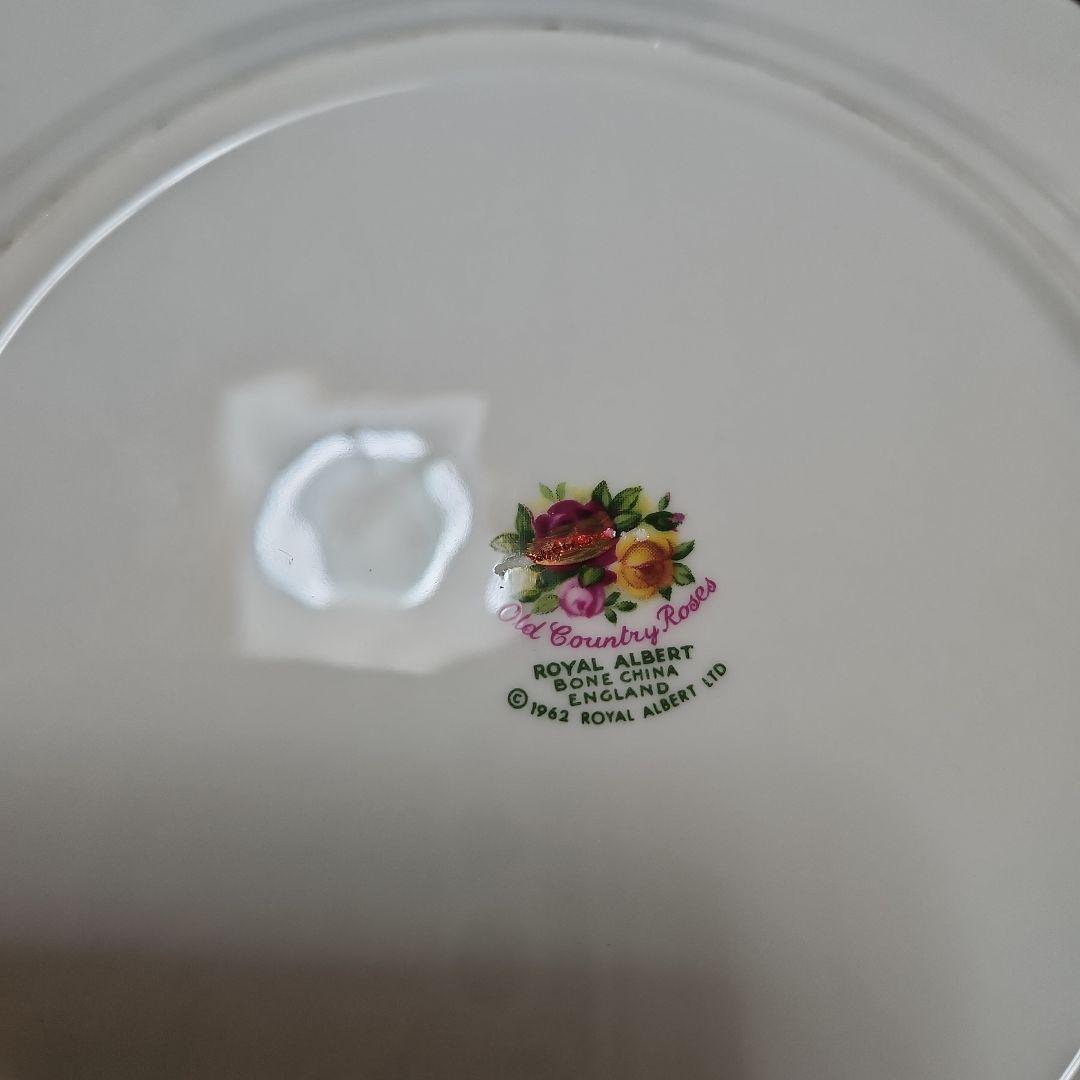 Old Country Roses
ROYAL ALBERT
BONE CHINA
ENGLAND
© 1962 ROYAL ALBERT LTD